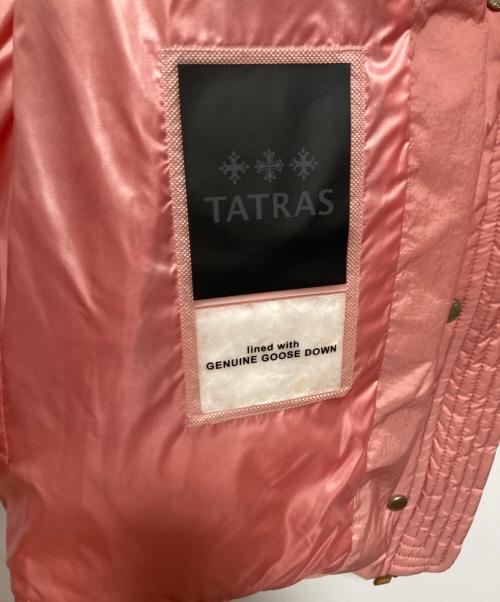 TATRAS
lined with
GENUINE GOOSE DOWN